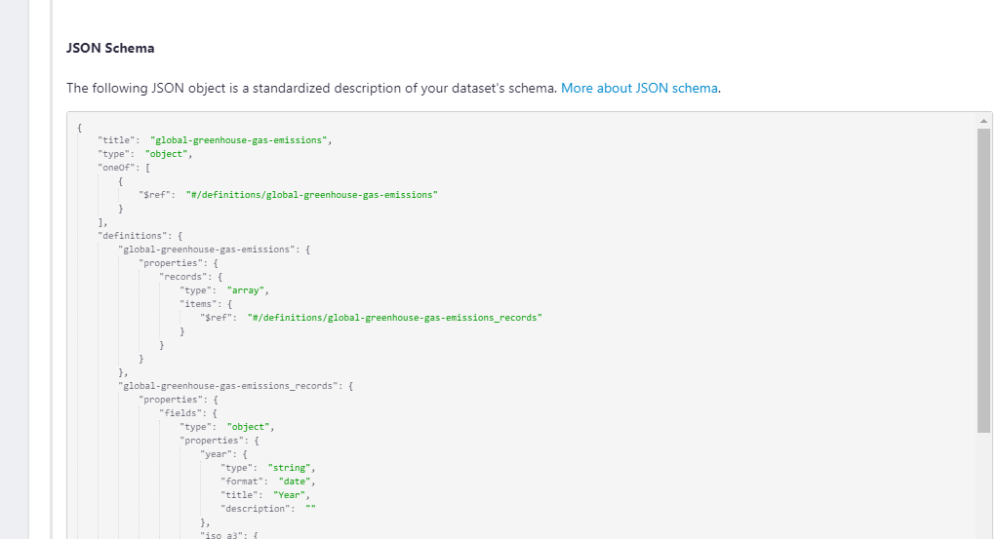 JSON Schema
The following JSON object is a standardized description of your dataset's schema. More about JSON schema.
{
"title": "global-greenhouse-gas-emissions",
"type": "object",
"oneOf": [
{
"$ref": "#/definitions/global-greenhouse-gas-emissions"
}
],
"definitions": {
"global-greenhouse-gas-emissions": {
"properties": {
"records": {
"type": "array",
"items": {
"$ref": "#/definitions/global-greenhouse-gas-emissions_records"
}
}
}
},
"global-greenhouse-gas-emissions_records": {
"properties": {
"fields": {
"type": "object",
"properties": {
"year": {
"type": "string",
"format": "date",
"title": "Year",
"description": ""
},
"iso_a3": {